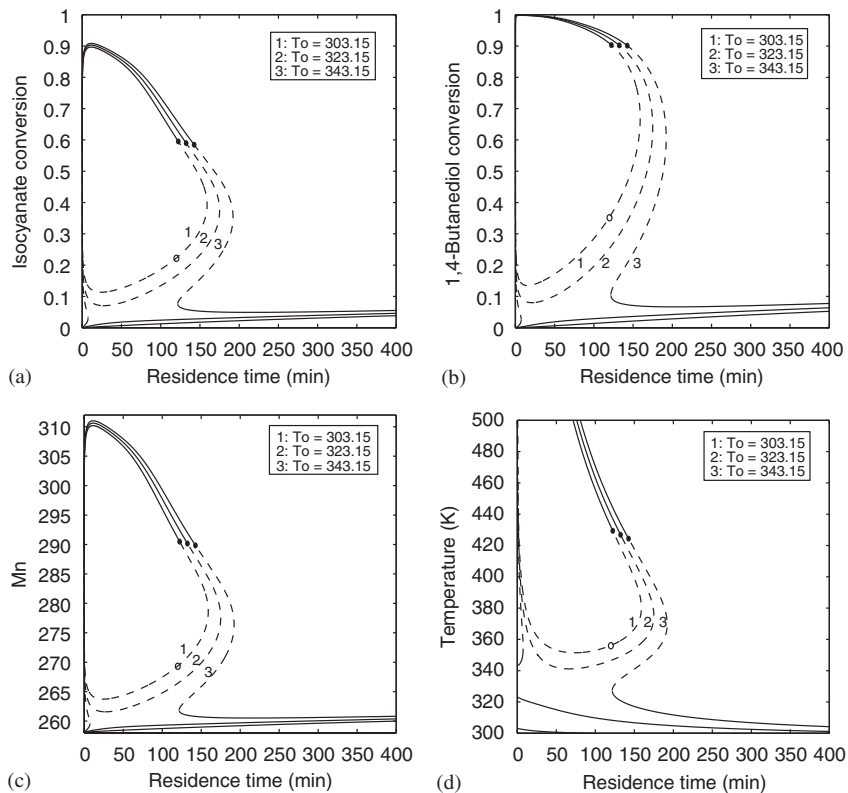 1: To = 303.15
2: To = 323.15
3: To = 343.15
Isocyanate conversion
1
0.9
0.8
0.7
0.6
0.5
0.4
0.3
0.2
0.1
0
1 2 3
0 50 100 150 200 250 300 350 400
(a) Residence time (min)
1: To = 303.15
2: To = 323.15
3: To = 343.15
1,4-Butanediol conversion
1
0.9
0.8
0.7
0.6
0.5
0.4
0.3
0.2
0.1
0
1 2 3
0 50 100 150 200 250 300 350 400
(b) Residence time (min)
1: To = 303.15
2: To = 323.15
3: To = 343.15
Mn
310
305
300
295
290
285
280
275
270
265
260
1 2 3
0 50 100 150 200 250 300 350 400
(c) Residence time (min)
1: To = 303.15
2: To = 323.15
3: To = 343.15
Temperature (K)
500
480
460
440
420
400
380
360
340
320
300
1 2 3
0 50 100 150 200 250 300 350 400
(d) Residence time (min)